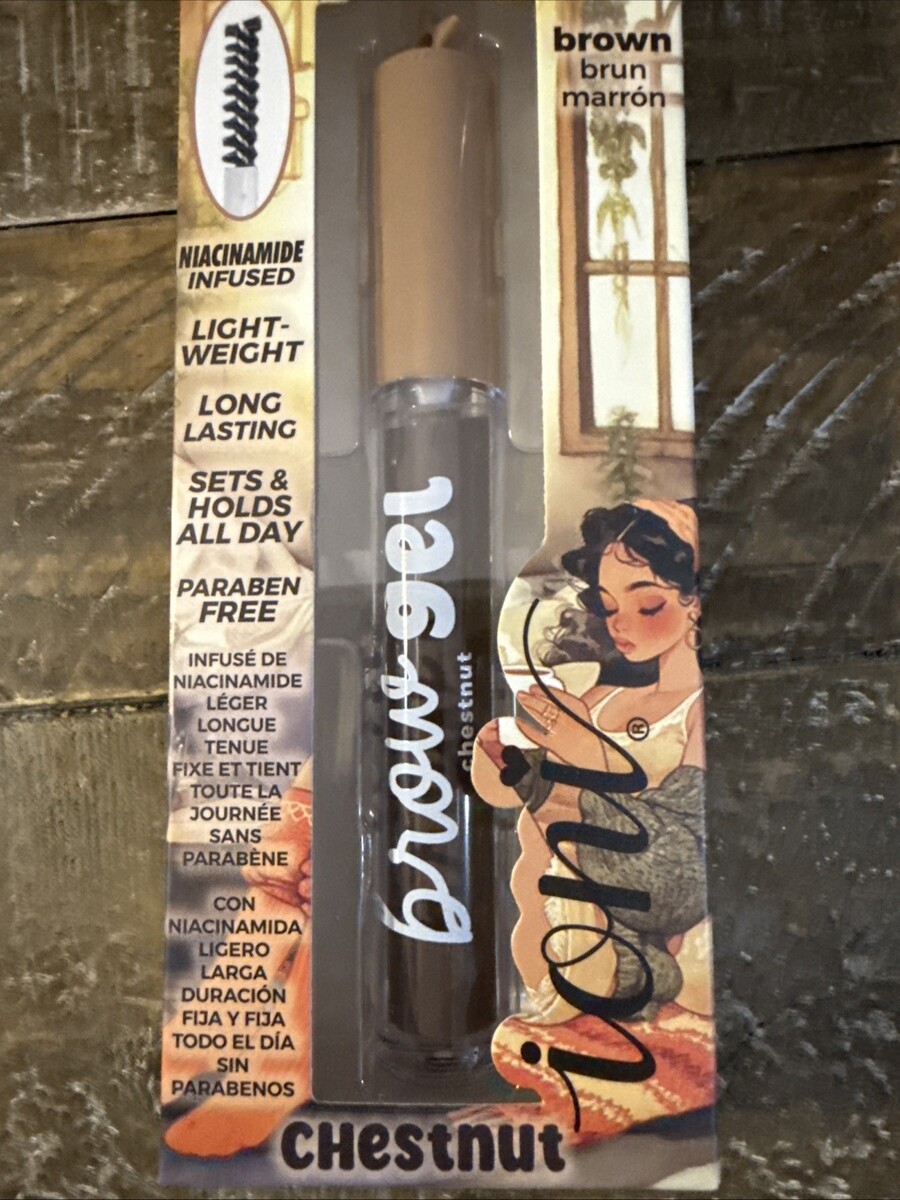 brown
brun
marrón
NIACINAMIDE
INFUSED
LIGHT-
WEIGHT
LONG
LASTING
SETS &
HOLDS
ALL DAY
PARABEN
FREE
INFUSÉ DE
NIACINAMIDE
LÉGER
LONGUE
TENUE
FIXE ET TIENT
TOUTE LA
JOURNÉE
SANS
PARABÈNE
CON
NIACINAMIDA
LIGERO
LARGA
DURACIÓN
FIJA Y FIJA
TODO EL DÍA
SIN
PARABENOS
brow gel
chestnut
ioni®
CHestnut